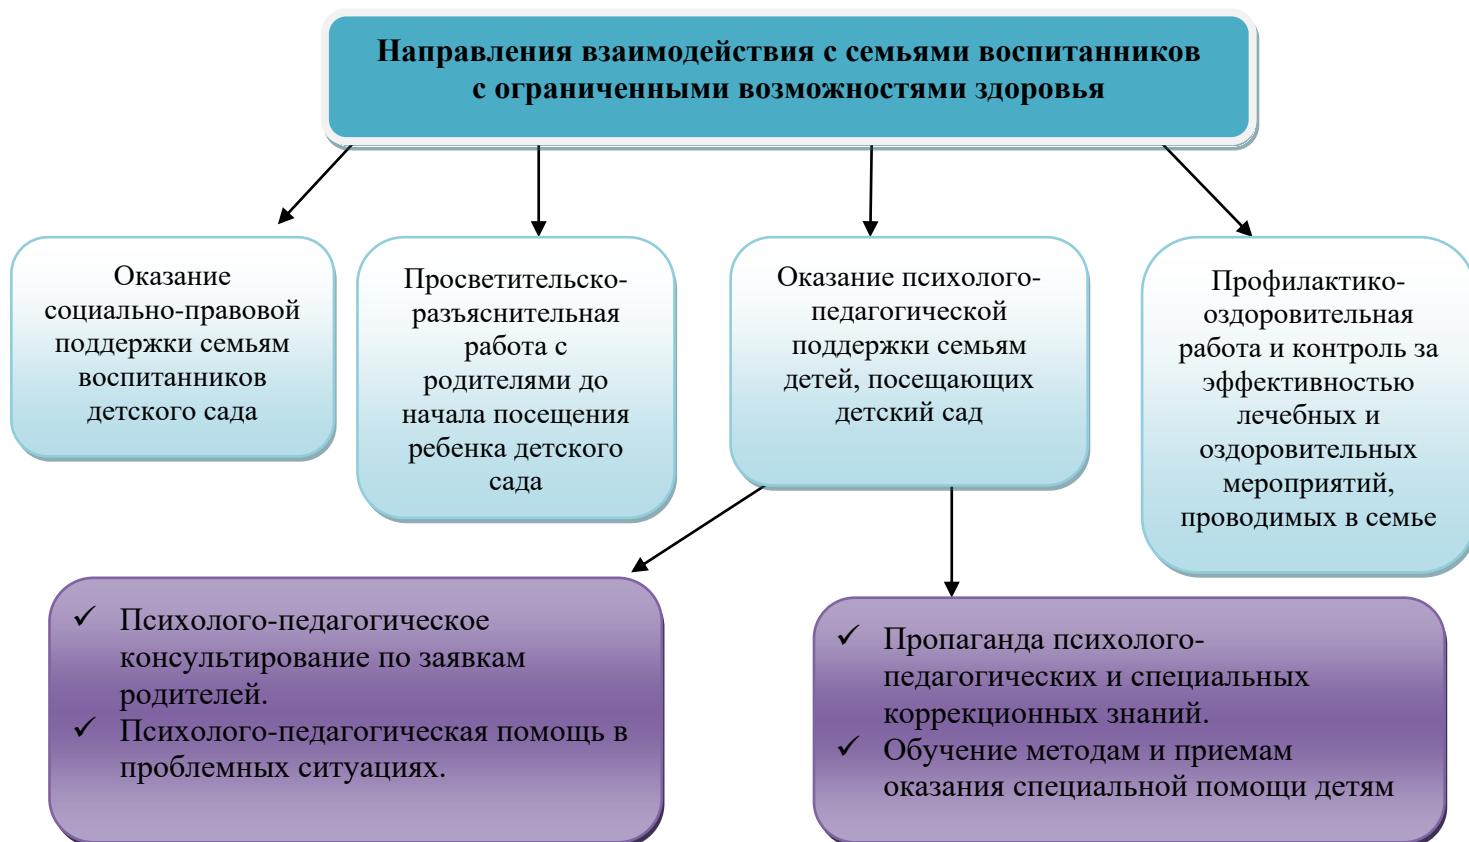 Направления взаимодействия с семьями воспитанников
с ограниченными возможностями здоровья
Оказание
социально-правовой
поддержки семьям
воспитанников
детского сада
Просветительско-
разъяснительная
работа с
родителями до
начала посещения
ребенка детского
сада
Оказание психолого-
педагогической
поддержки семьям
детей, посещающих
детский сад
Профилактико-
оздоровительная
работа и контроль за
эффективностью
лечебных и
оздоровительных
мероприятий,
проводимых в семье
✓ Психолого-педагогическое
консультирование по заявкам
родителей.
✓ Психолого-педагогическая помощь в
проблемных ситуациях.
✓ Пропаганда психолого-
педагогических и специальных
коррекционных знаний.
✓ Обучение методам и приемам
оказания специальной помощи детям